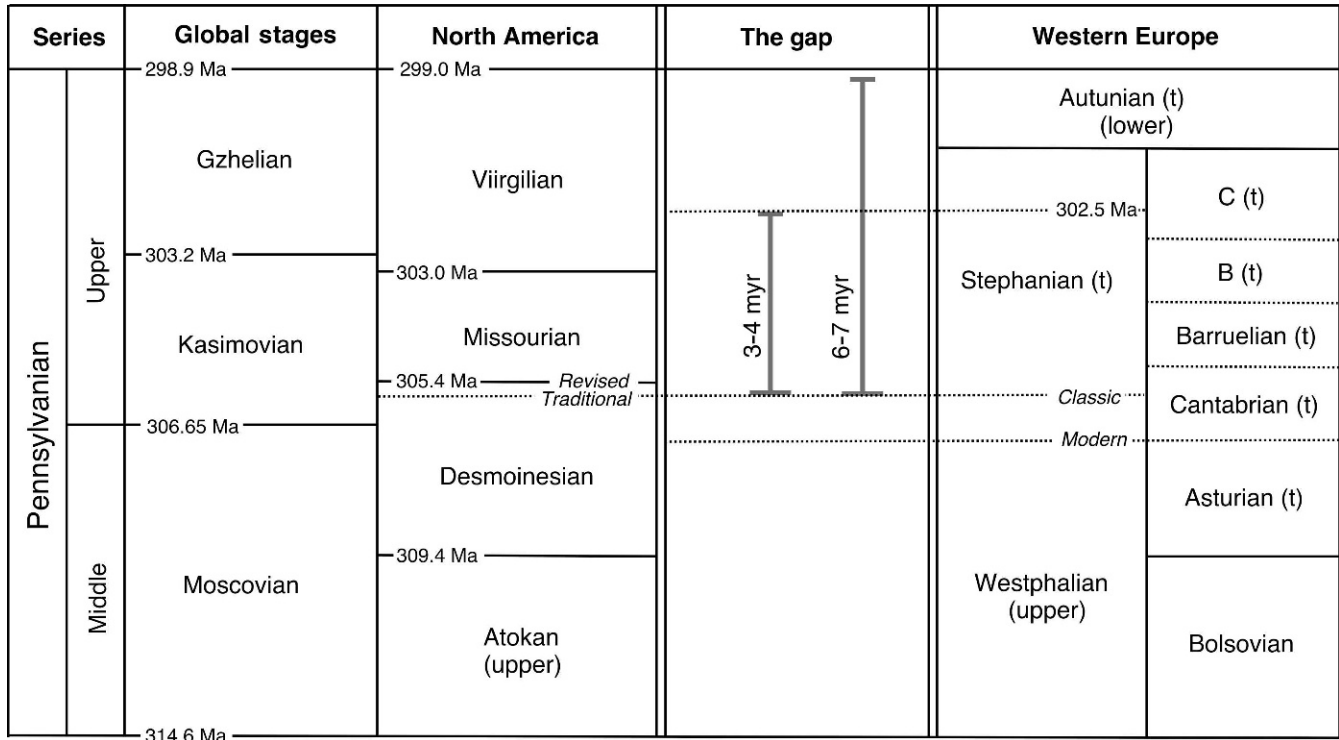 Series
Global stages
North America
The gap
Western Europe
298.9 Ma
299.0 Ma
Autunian (t)
(lower)
Gzhelian
Viirgilian
C (t)
302.5 Ma
303.2 Ma
303.0 Ma
B (t)
Upper
3-4 myr
6-7 myr
Stephanian (t)
Kasimovian
Missourian
Barruelian (t)
305.4 Ma
Revised
Traditional
Classic
Cantabrian (t)
306.65 Ma
Modern
Pennsylvanian
Desmoinesian
Asturian (t)
309.4 Ma
Middle
Moscovian
Westphalian
(upper)
Atokan
(upper)
Bolsovian
314.6 Ma